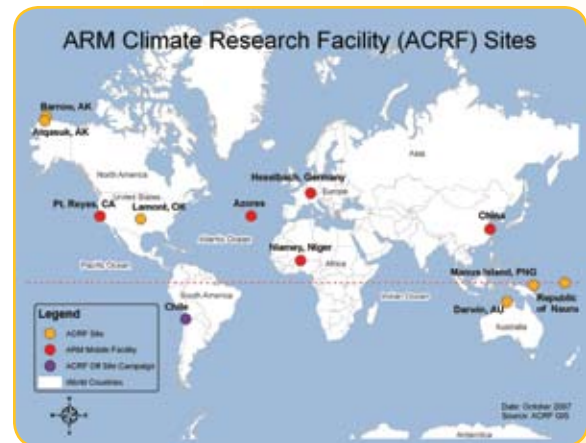 ARM Climate Research Facility (ACRF) Sites
Barrow, AK
Atqasuk, AK
North America
Asia
Heselbach, Germany
Europe
Pt. Reyes, CA
United States
Lamont, OK
Azores
China
Atlantic Ocean
Niamey, Niger
Africa
Pacific Ocean
Manus Island, PNG
Indian Ocean
South America
Chile
Darwin, AU
Republic
of Nauru
Australia
Legend
ACRF Site
ARM Mobile Facility
ACRF Off Site Campaign
World Countries
Date: October 2007
Source: ACRF GIS
Antarctica